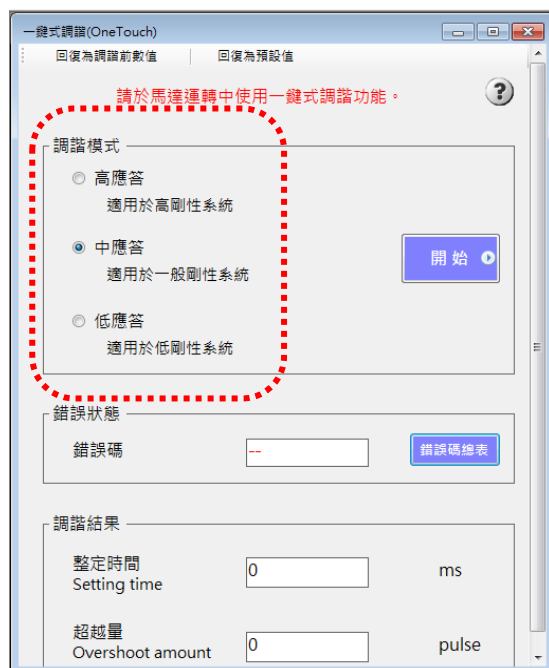 一鍵式調諧(OneTouch)
回復為調諧前數值 回復為預設值
請於馬達運轉中使用一鍵式調諧功能。
?
調諧模式
高應答
適用於高剛性系統
中應答
適用於一般剛性系統
開始
低應答
適用於低剛性系統
錯誤狀態
錯誤碼 -- 錯誤碼總表
調諧結果
整定時間
Setting time 0 ms
超越量
Overshoot amount 0 pulse